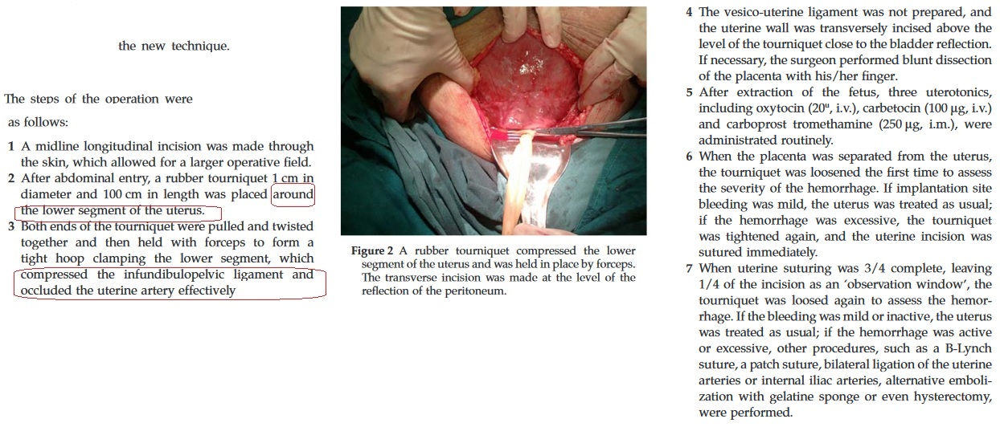 the new technique.
The steps of the operation were
as follows:
1 A midline longitudinal incision was made through
the skin, which allowed for a larger operative field.
2 After abdominal entry, a rubber tourniquet 1 cm in
diameter and 100 cm in length was placed around
the lower segment of the uterus.
3 Both ends of the tourniquet were pulled and twisted
together and then held with forceps to form a
tight hoop clamping the lower segment, which
compressed the infundibulopelvic ligament and
occluded the uterine artery effectively
Figure 2 A rubber tourniquet compressed the lower
segment of the uterus and was held in place by forceps.
The transverse incision was made at the level of the
reflection of the peritoneum.
4 The vesico-uterine ligament was not prepared, and
the uterine wall was transversely incised above the
level of the tourniquet close to the bladder reflection.
If necessary, the surgeon performed blunt dissection
of the placenta with his/her finger.
5 After extraction of the fetus, three uterotonics,
including oxytocin (20ᵘ, i.v.), carbetocin (100 µg, i.v.)
and carboprost tromethamine (250 µg, i.m.), were
administrated routinely.
6 When the placenta was separated from the uterus,
the tourniquet was loosened the first time to assess
the severity of the hemorrhage. If implantation site
bleeding was mild, the uterus was treated as usual;
if the hemorrhage was excessive, the tourniquet
was tightened again, and the uterine incision was
sutured immediately.
7 When uterine suturing was 3/4 complete, leaving
1/4 of the incision as an ‘observation window’, the
tourniquet was loosed again to assess the hemor-
rhage. If the bleeding was mild or inactive, the uterus
was treated as usual; if the hemorrhage was active
or excessive, other procedures, such as a B-Lynch
suture, a patch suture, bilateral ligation of the uterine
arteries or internal iliac arteries, alternative emboli-
zation with gelatine sponge or even hysterectomy,
were performed.